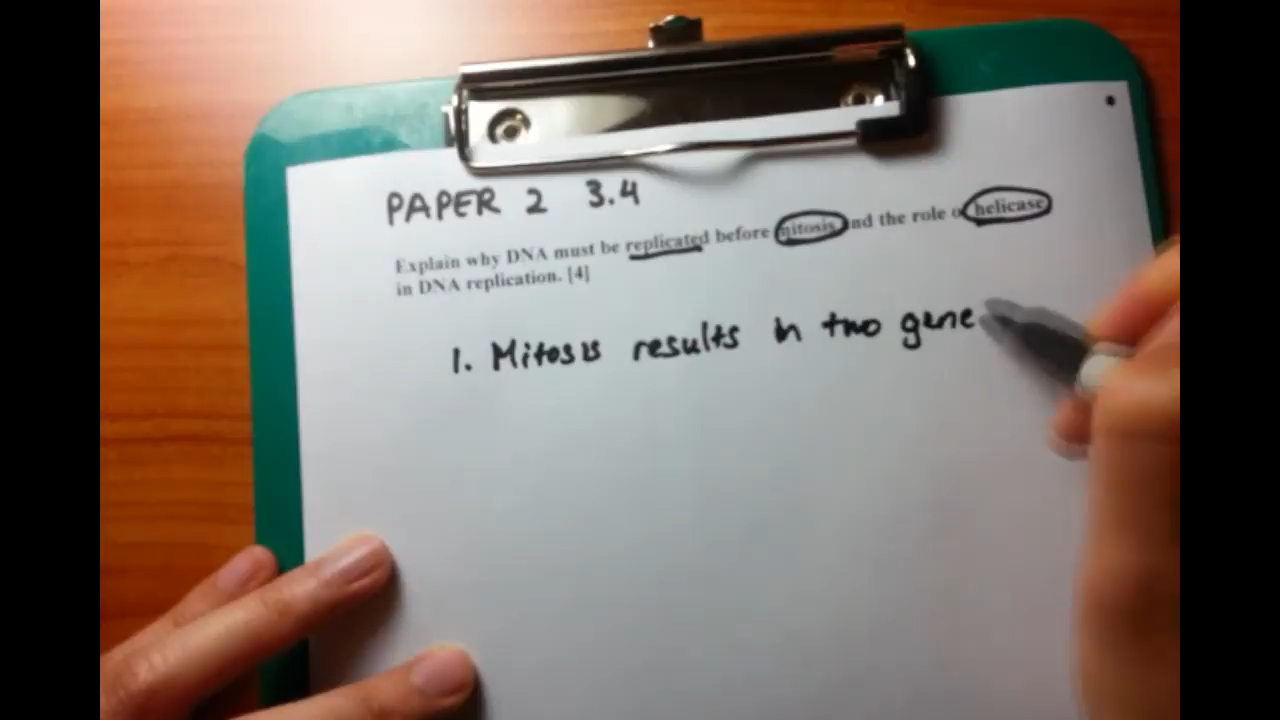 PAPER 2 3.4
Explain why DNA must be replicated before mitosis and the role of helicase
in DNA replication. [4]
1. Mitosis results in two gene